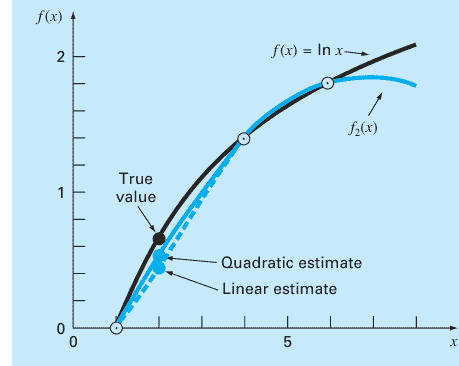 f(x)
f(x) = ln x
2
f₂(x)
True
value
1
Quadratic estimate
Linear estimate
0
0
5
x